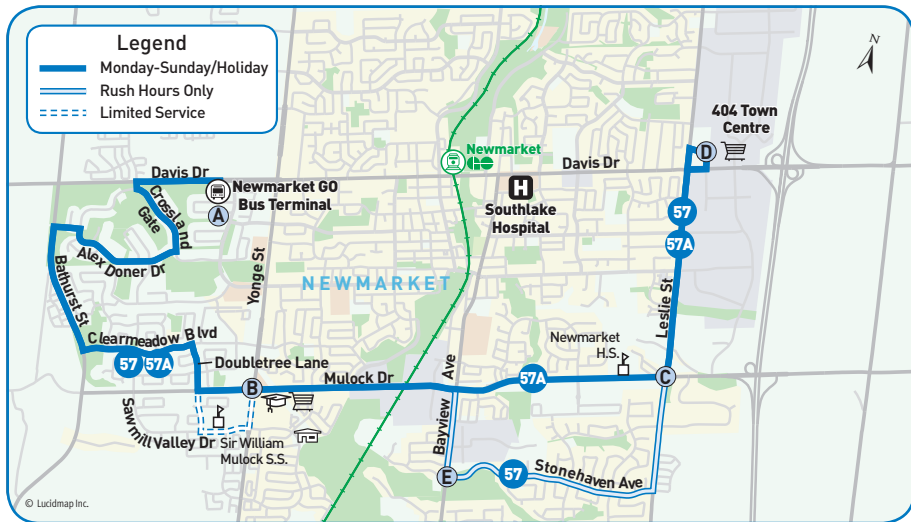 Legend
Monday-Sunday/Holiday
Rush Hours Only
Limited Service
N
404 Town
Centre
D
Newmarket
Davis Dr
Davis Dr
Newmarket GO
Bus Terminal
A
H
Southlake
Hospital
Crossland
Gate
57
57A
Alex Doner Dr
Bathurst St
Yonge St
NEWMARKET
Leslie St
Clearmeadow Blvd
57
57A
Doubletree Lane
Newmarket
H.S.
B
Mulock Dr
Bayview Ave
57A
C
Sawmill Valley Dr
Sir William
Mulock S.S.
E
57
Stonehaven Ave
© Lucidmap Inc.